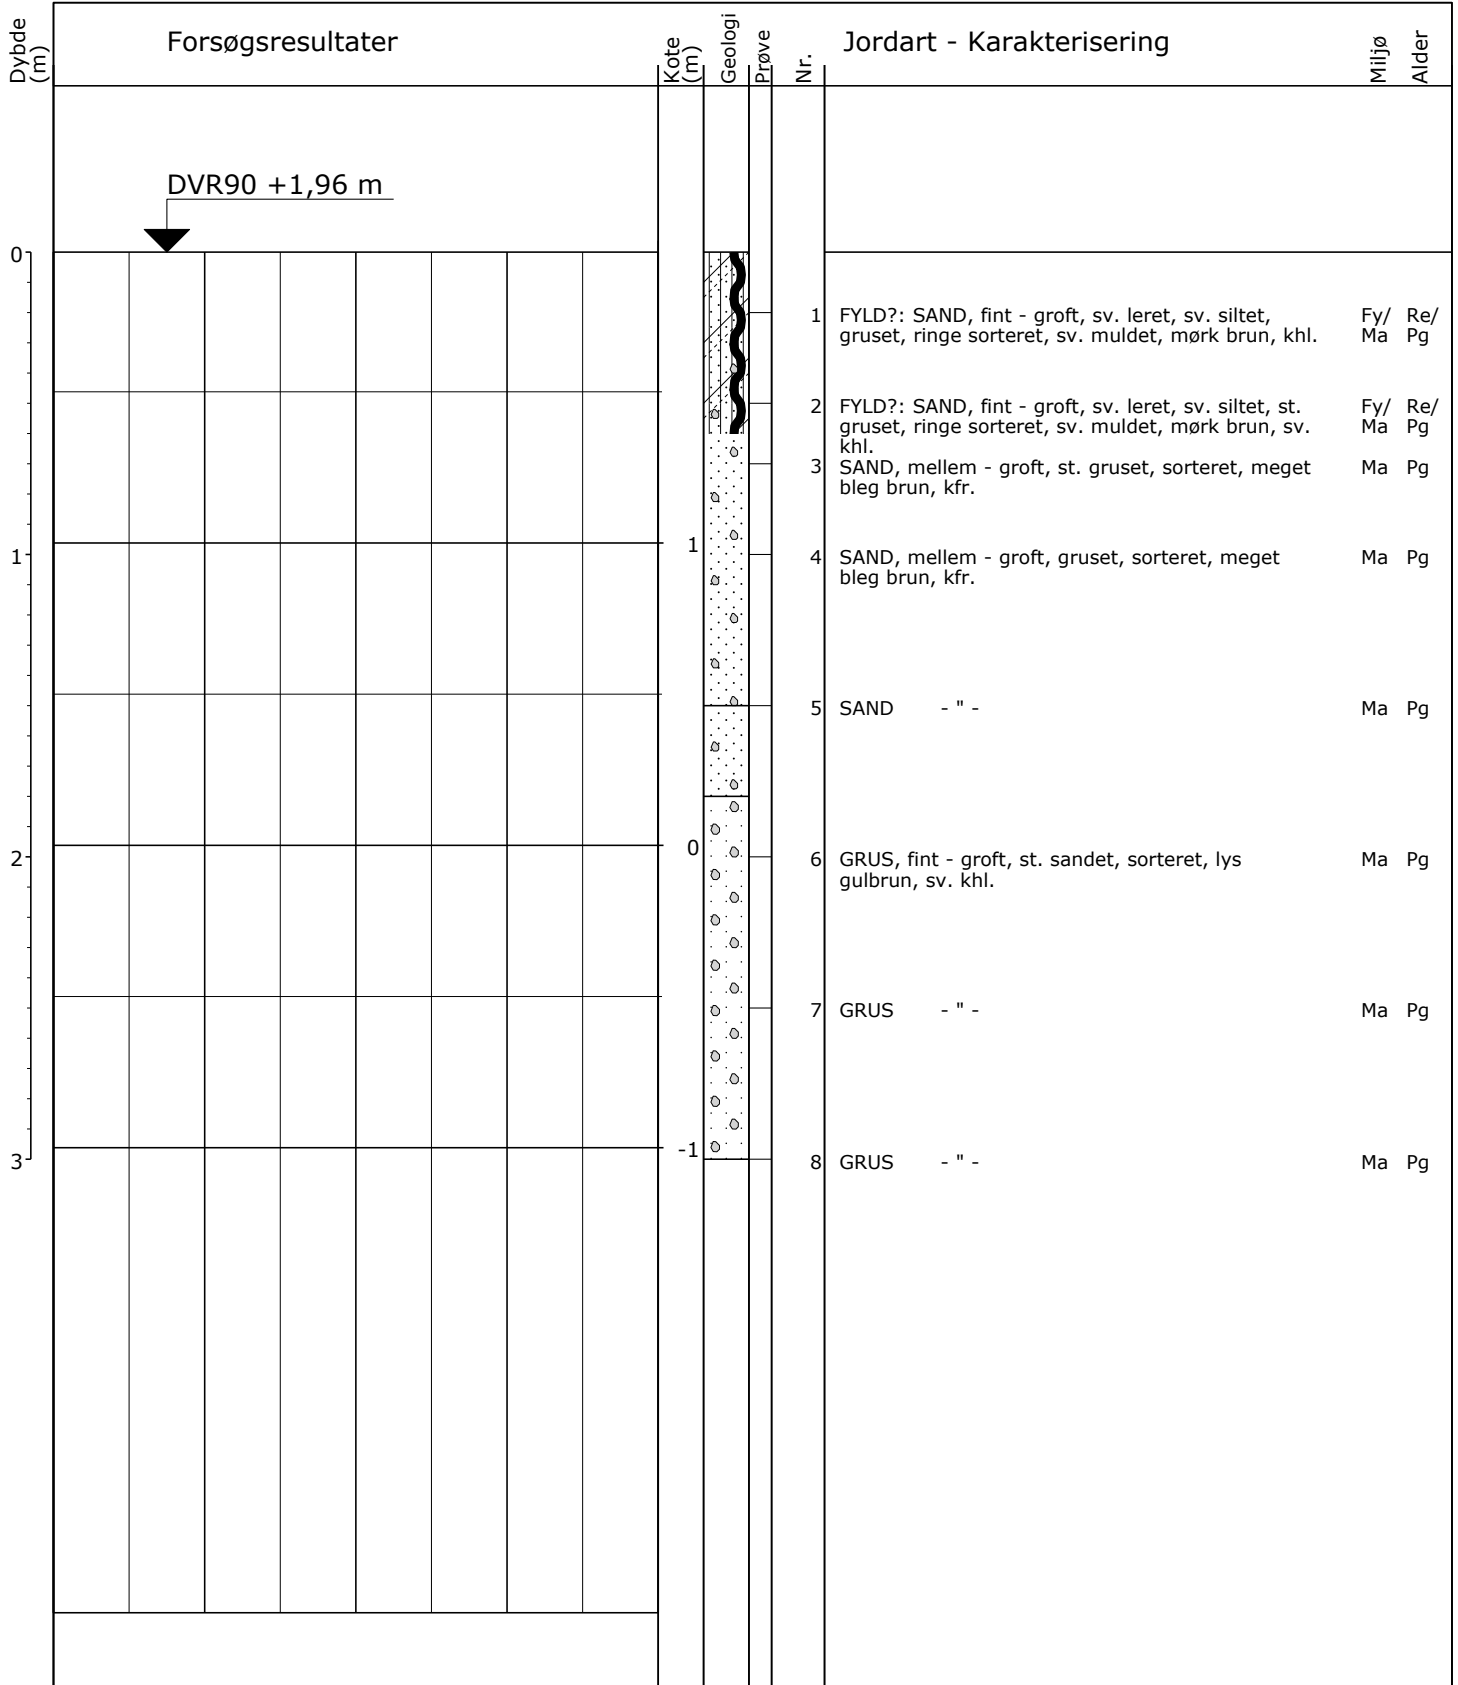 Dybde
(m)
Forsøgsresultater
Kote
(m)
Geologi
Prøve
Nr.
Jordart - Karakterisering
Miljø
Alder
DVR90 +1,96 m
0
1 FYLD?: SAND, fint - groft, sv. leret, sv. siltet, Fy/ Re/
gruset, ringe sorteret, sv. muldet, mørk brun, khl. Ma Pg
2 FYLD?: SAND, fint - groft, sv. leret, sv. siltet, st. Fy/ Re/
gruset, ringe sorteret, sv. muldet, mørk brun, sv. Ma Pg
khl.
3 SAND, mellem - groft, st. gruset, sorteret, meget Ma Pg
bleg brun, kfr.
1
1
4 SAND, mellem - groft, gruset, sorteret, meget Ma Pg
bleg brun, kfr.
5 SAND - " - Ma Pg
0
2
6 GRUS, fint - groft, st. sandet, sorteret, lys Ma Pg
gulbrun, sv. khl.
7 GRUS - " - Ma Pg
-1
3
8 GRUS - " - Ma Pg